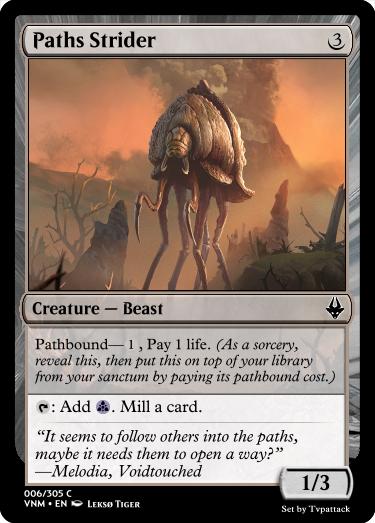 Paths Strider 3
Creature — Beast
Pathbound— 1 , Pay 1 life. (As a sorcery,
reveal this, then put this on top of your library
from your sanctum by paying its pathbound cost.)
: Add . Mill a card.
“It seems to follow others into the paths,
maybe it needs them to open a way?”
—Melodia, Voidtouched
1/3
006/305 C
VNM • EN Leksø Tiger
Set by Tvpattack